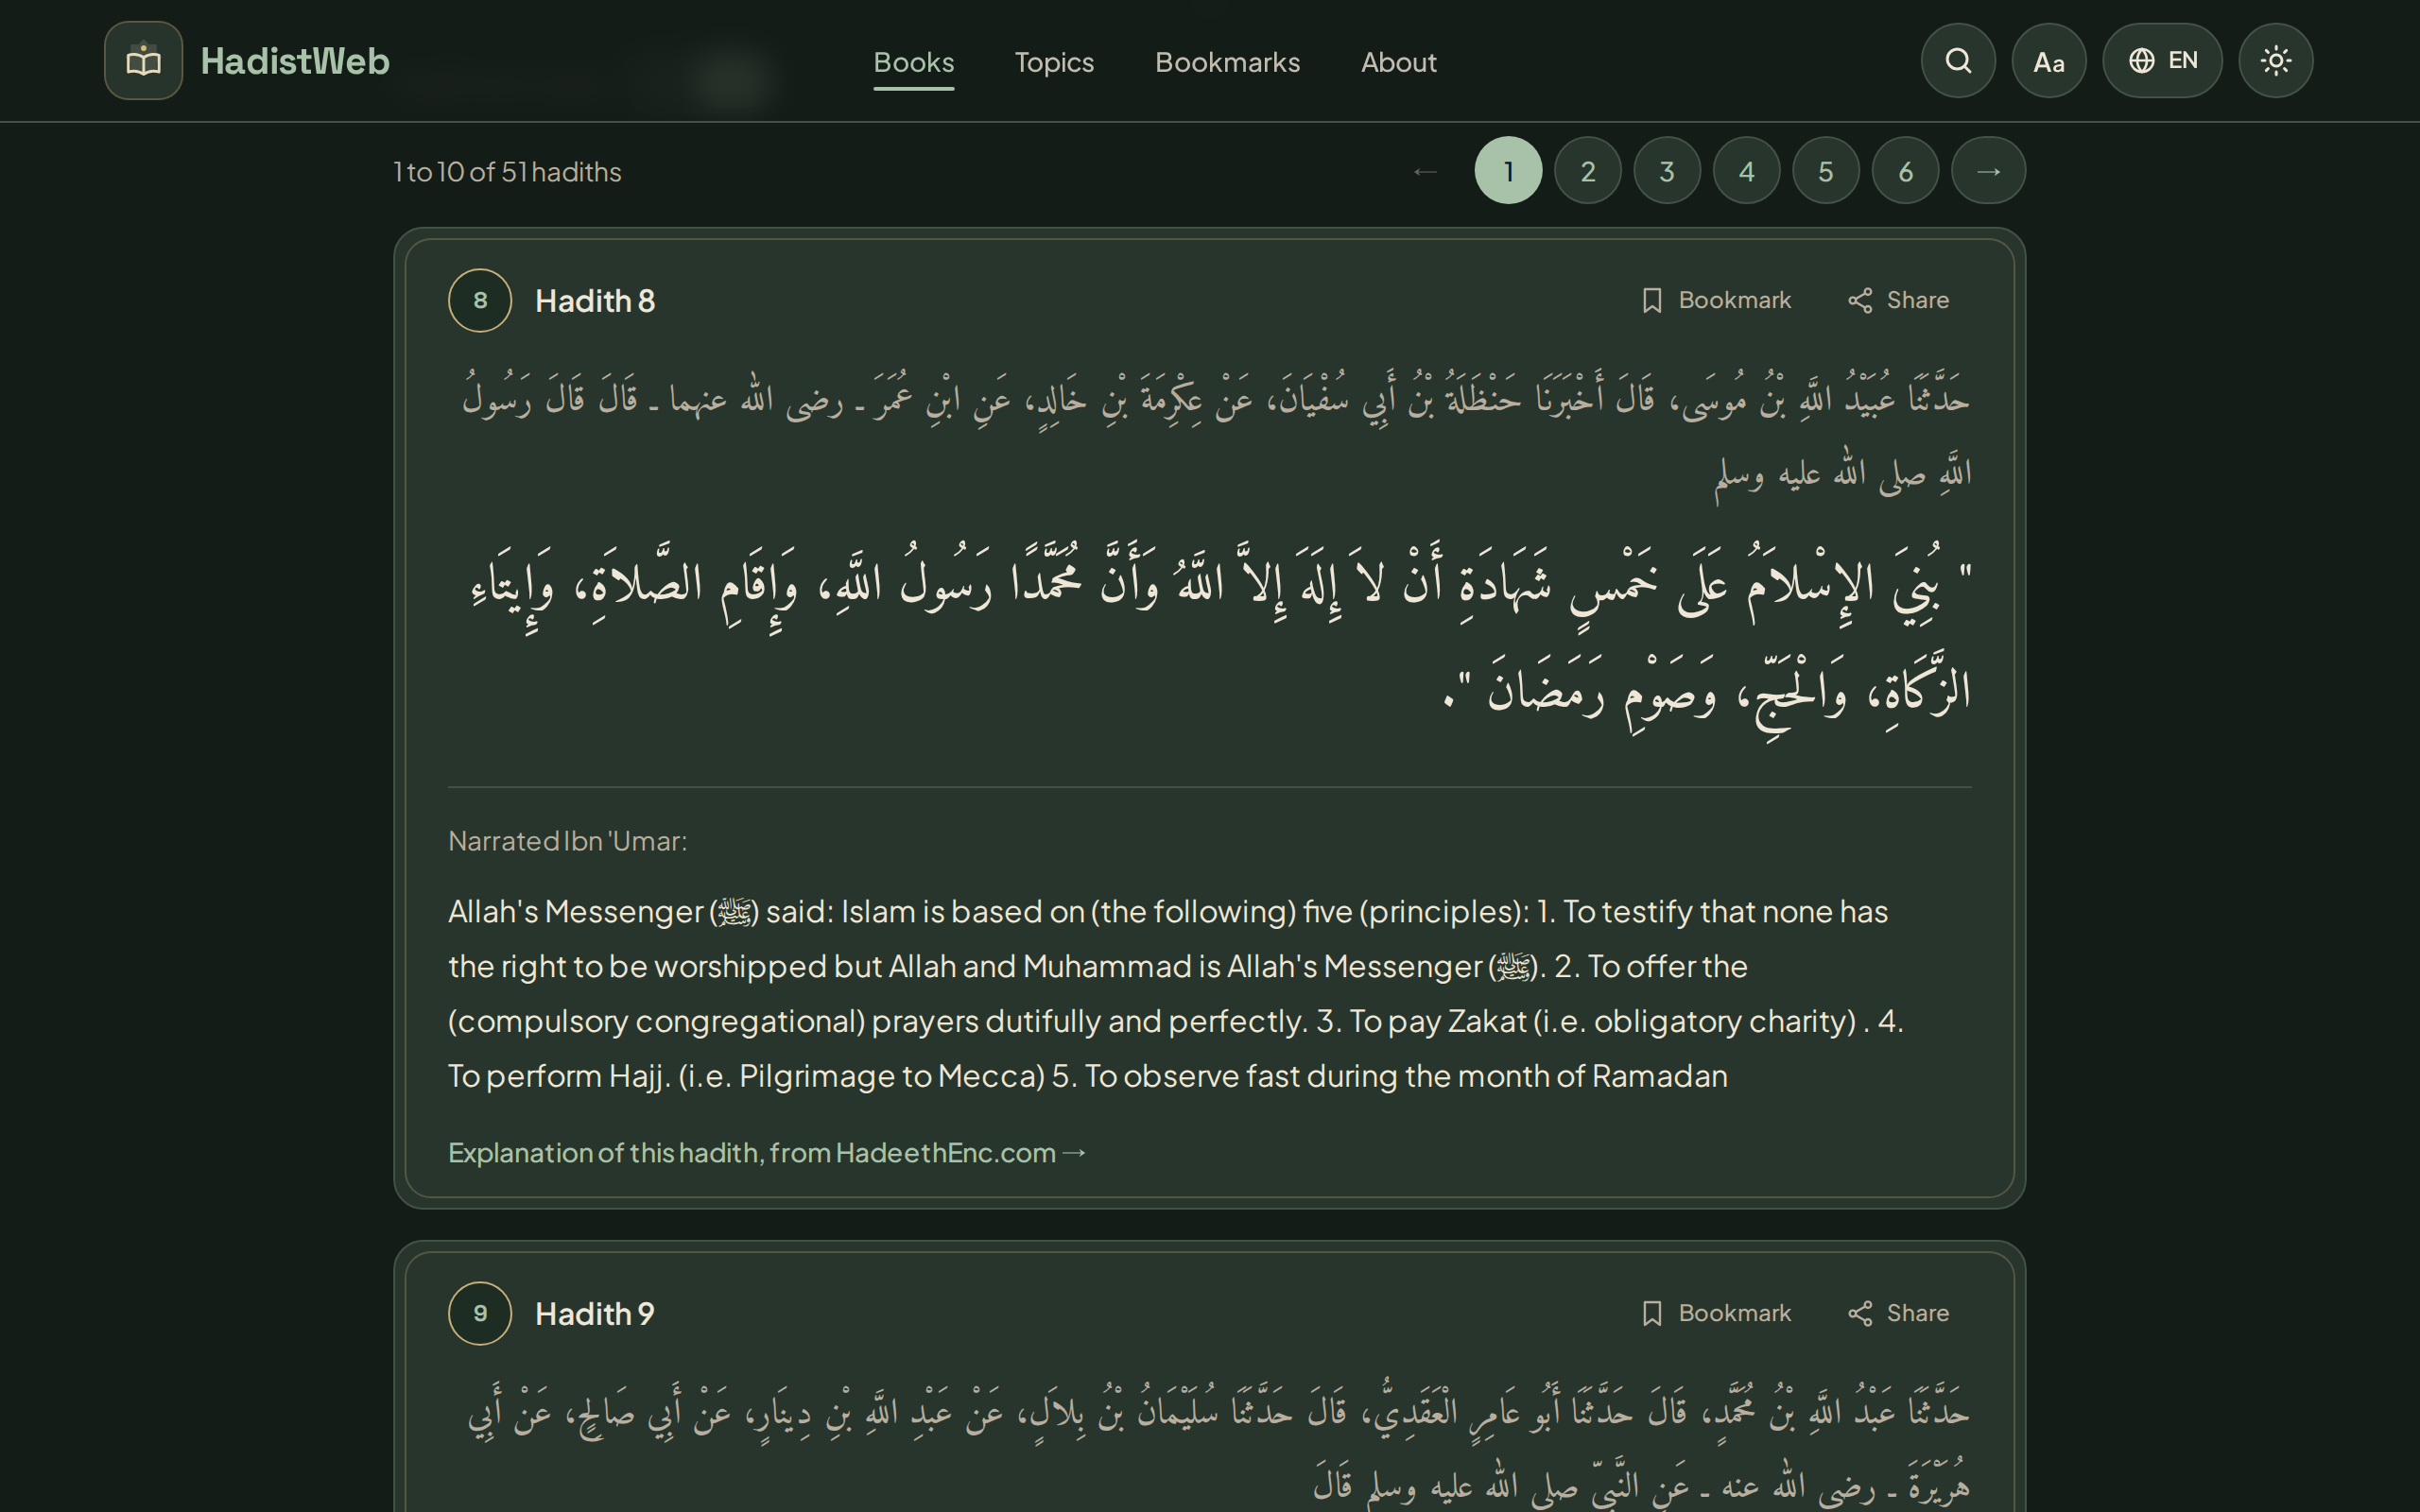 HadistWeb
Books Topics Bookmarks About
Aa EN
1 to 10 of 51 hadiths
← 1 2 3 4 5 6 →
8 Hadith 8 Bookmark Share
حَدَّثَنَا عُبَيْدُ اللَّهِ بْنُ مُوسَى، قَالَ أَخْبَرَنَا حَنْظَلَةُ بْنُ أَبِي سُفْيَانَ، عَنْ عِكْرِمَةَ بْنِ خَالِدٍ، عَنِ ابْنِ عُمَرَ ـ رضى الله عنهما ـ قَالَ قَالَ رَسُولُ
اللَّهِ صلى الله عليه وسلم
" بُنِيَ الإِسْلاَمُ عَلَى خَمْسٍ شَهَادَةِ أَنْ لاَ إِلَهَ إِلاَّ اللَّهُ وَأَنَّ مُحَمَّدًا رَسُولُ اللَّهِ، وَإِقَامِ الصَّلاَةِ، وَإِيتَاءِ
الزَّكَاةِ، وَالْحَجِّ، وَصَوْمِ رَمَضَانَ ".
Narrated Ibn 'Umar:
Allah's Messenger (ﷺ) said: Islam is based on (the following) five (principles): 1. To testify that none has
the right to be worshipped but Allah and Muhammad is Allah's Messenger (ﷺ). 2. To offer the
(compulsory congregational) prayers dutifully and perfectly. 3. To pay Zakat (i.e. obligatory charity) . 4.
To perform Hajj. (i.e. Pilgrimage to Mecca) 5. To observe fast during the month of Ramadan
Explanation of this hadith, from HadeethEnc.com →
9 Hadith 9 Bookmark Share
حَدَّثَنَا عَبْدُ اللَّهِ بْنُ مُحَمَّدٍ، قَالَ حَدَّثَنَا أَبُو عَامِرٍ الْعَقَدِيُّ، قَالَ حَدَّثَنَا سُلَيْمَانُ بْنُ بِلاَلٍ، عَنْ عَبْدِ اللَّهِ بْنِ دِينَارٍ، عَنْ أَبِي صَالِحٍ، عَنْ أَبِي
هُرَيْرَةَ ـ رضى الله عنه ـ عَنِ النَّبِيِّ صلى الله عليه وسلم قَالَ